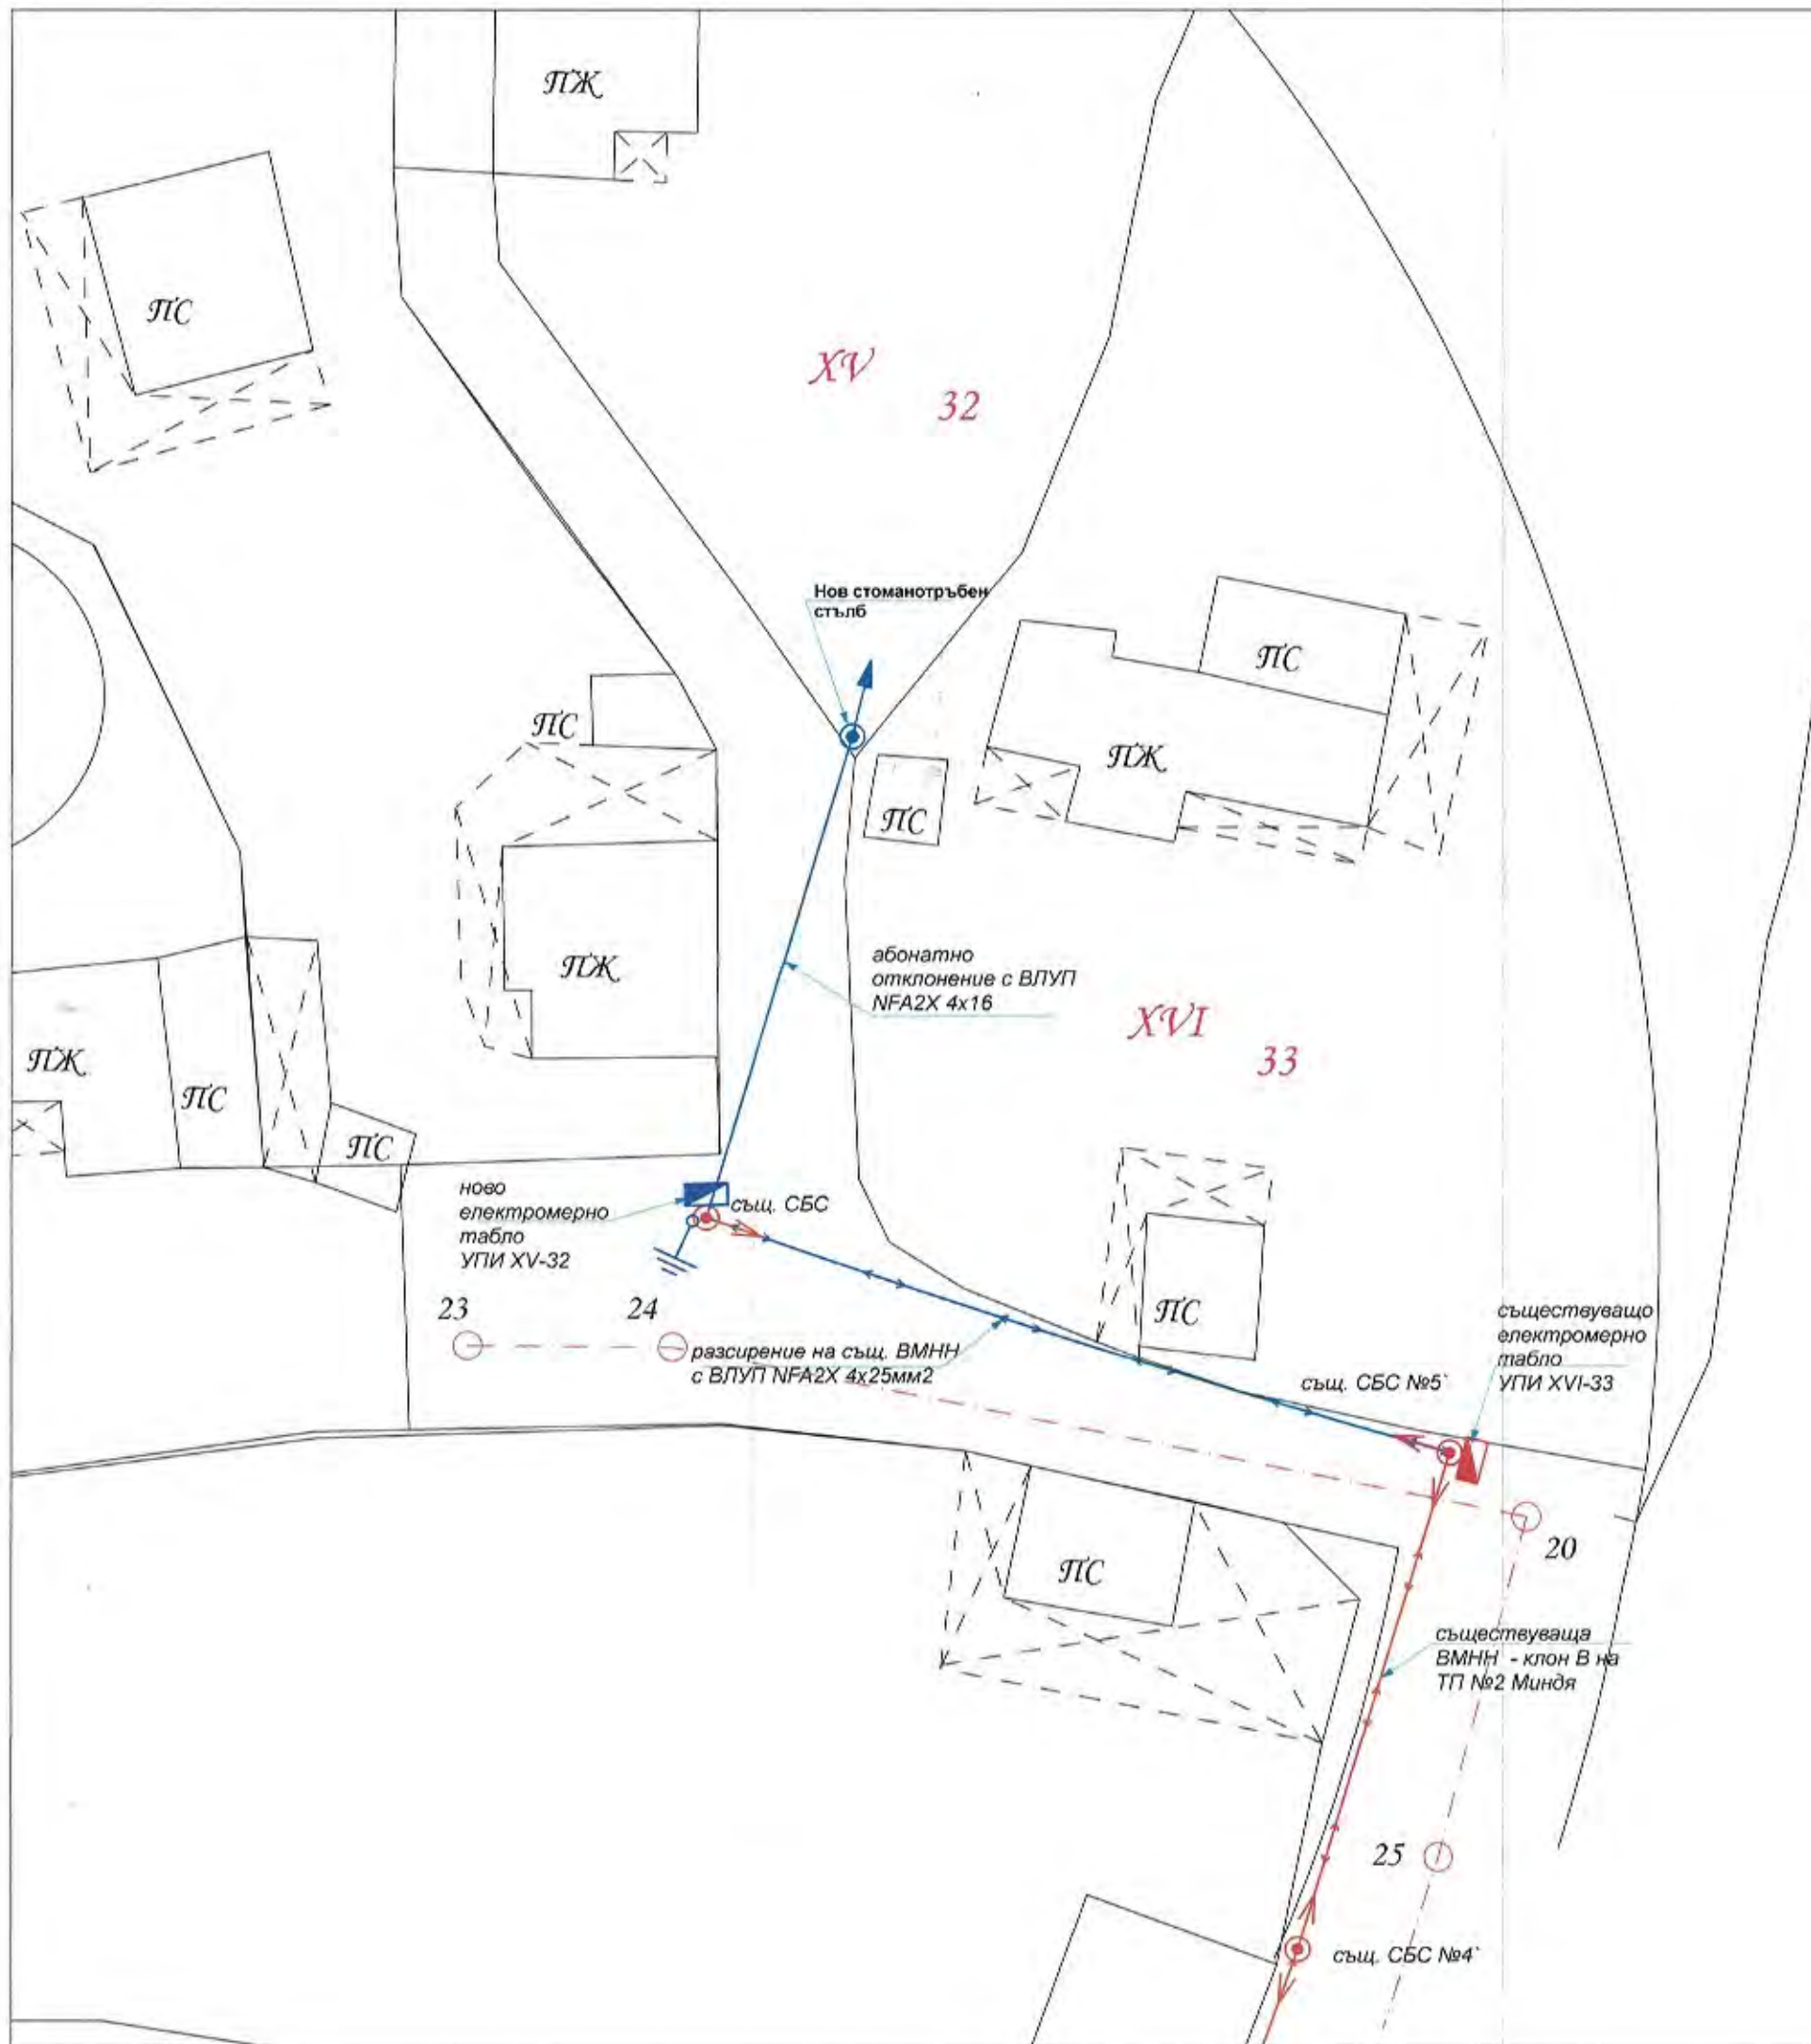 ПЖ
ПС
XV
32
Нов стоманотръбен
стълб
ПС
ПС
ПЖ
ПС
абонатно
отклонение с ВЛУП
NFA2X 4x16
ПЖ
XVI
33
ПЖ
ПС
ПС
ново
електромерно
табло
УПИ XV-32
същ. СБС
23
24
ПС
разсирение на същ. ВМНН
с ВЛУП NFA2X 4x25мм2
съществуващо
електромерно
табло
УПИ XVI-33
същ. СБС №5`
20
ПС
съществуваща
ВМНН - клон В на
ТП №2 Миндя
25
същ. СБС №4`